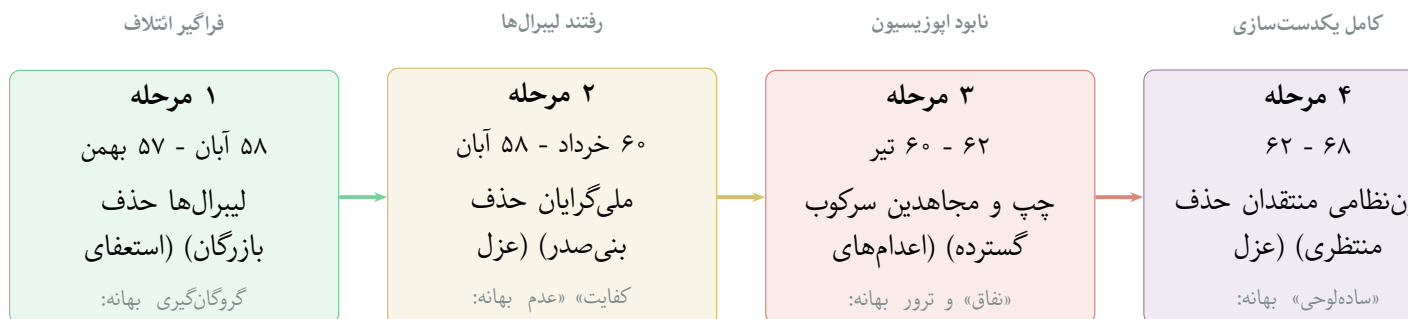 فراگیر ائتلاف
۱ مرحله
۵۸ آبان - ۵۷ بهمن
لیبرال‌ها حذف
بازرگان) (استعفای
گروگان‌گیری بهانه:
رفتند لیبرال‌ها
۲ مرحله
۶۰ خرداد - ۵۸ آبان
ملی‌گرایان حذف
بنی‌صدر) (عزل
کفایت» «عدم بهانه:
نابود اپوزیسیون
۳ مرحله
۶۲ - ۶۰ تیر
چپ و مجاهدین سرکوب
گسترده) (اعدام‌های
«نفاق» و ترور بهانه:
کامل یکدست‌سازی
۴ مرحله
۶۸ - ۶۲
منتقدان حذف
منتظری) (عزل
«ساده‌لوحی» بهانه: